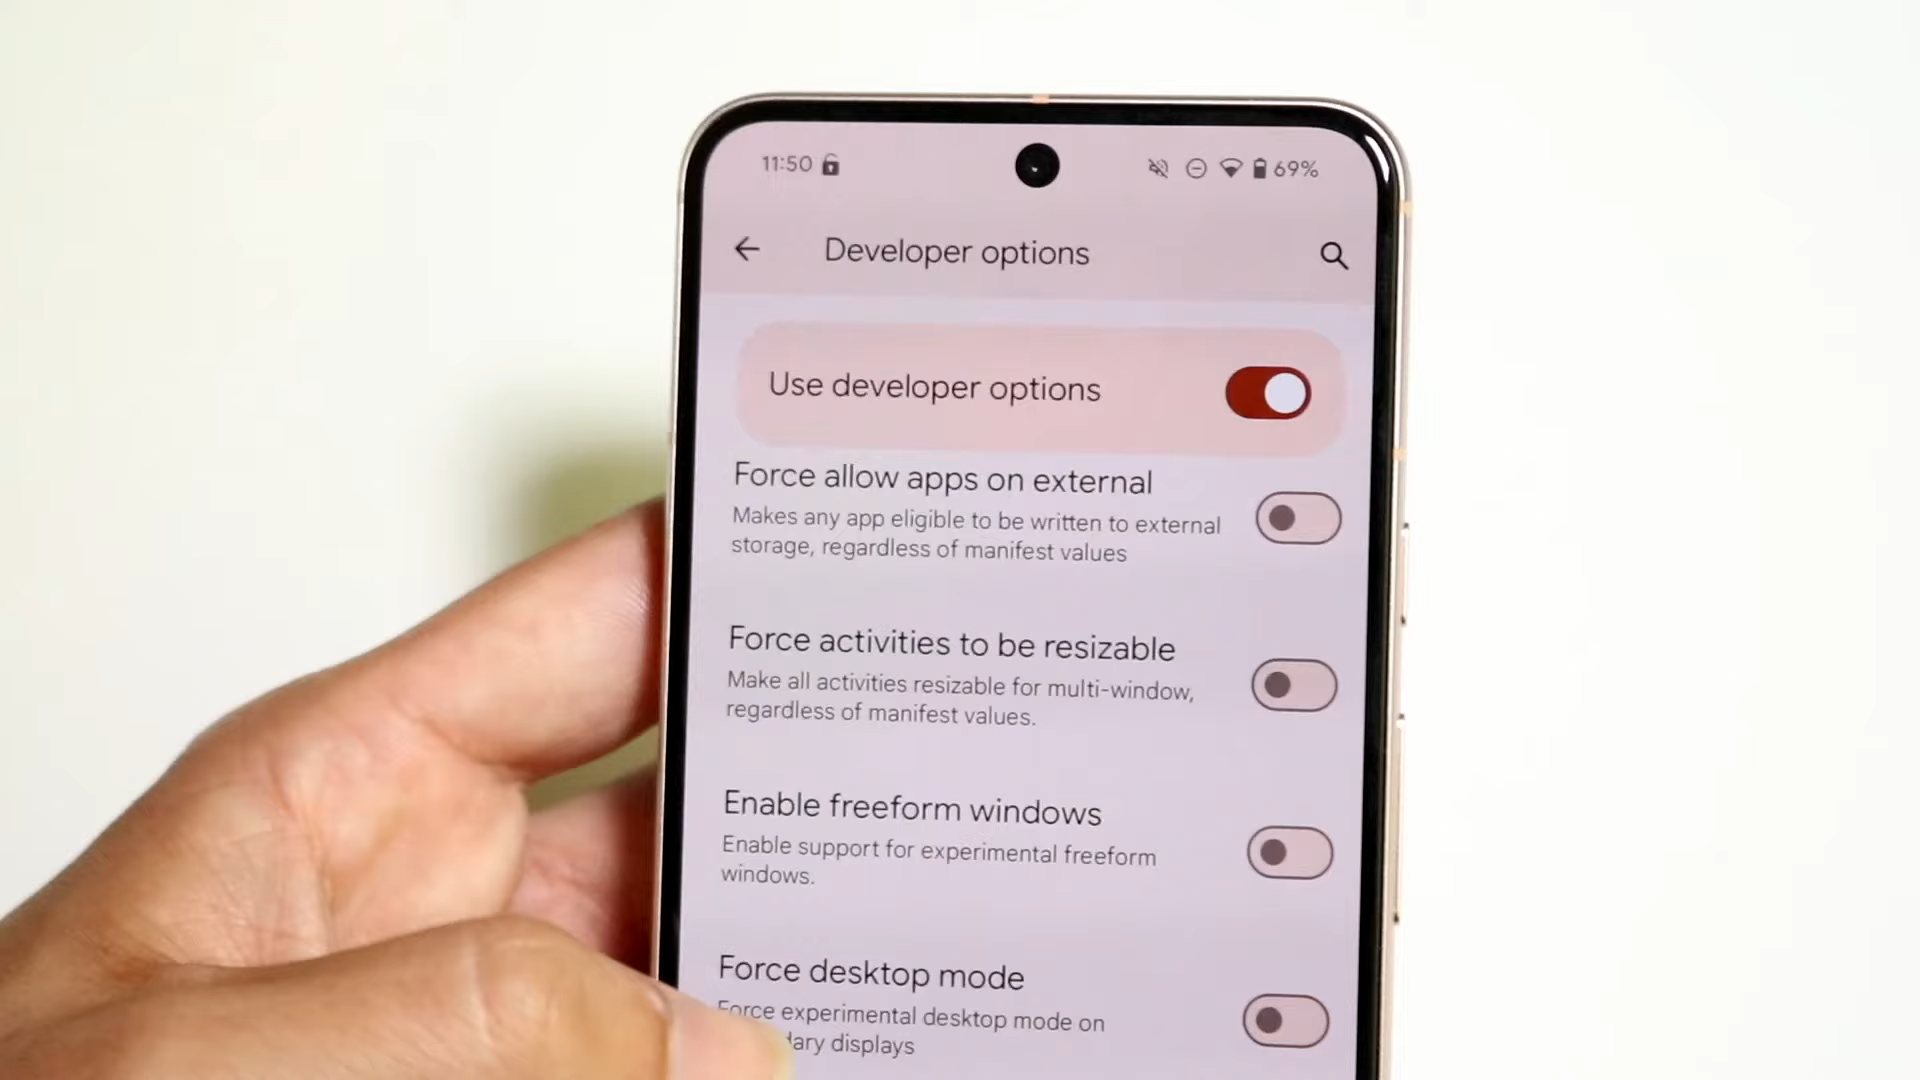 11:50
69%
Developer options
Use developer options
Force allow apps on external
Makes any app eligible to be written to external
storage, regardless of manifest values
Force activities to be resizable
Make all activities resizable for multi-window,
regardless of manifest values.
Enable freeform windows
Enable support for experimental freeform
windows.
Force desktop mode
Force experimental desktop mode on
displays